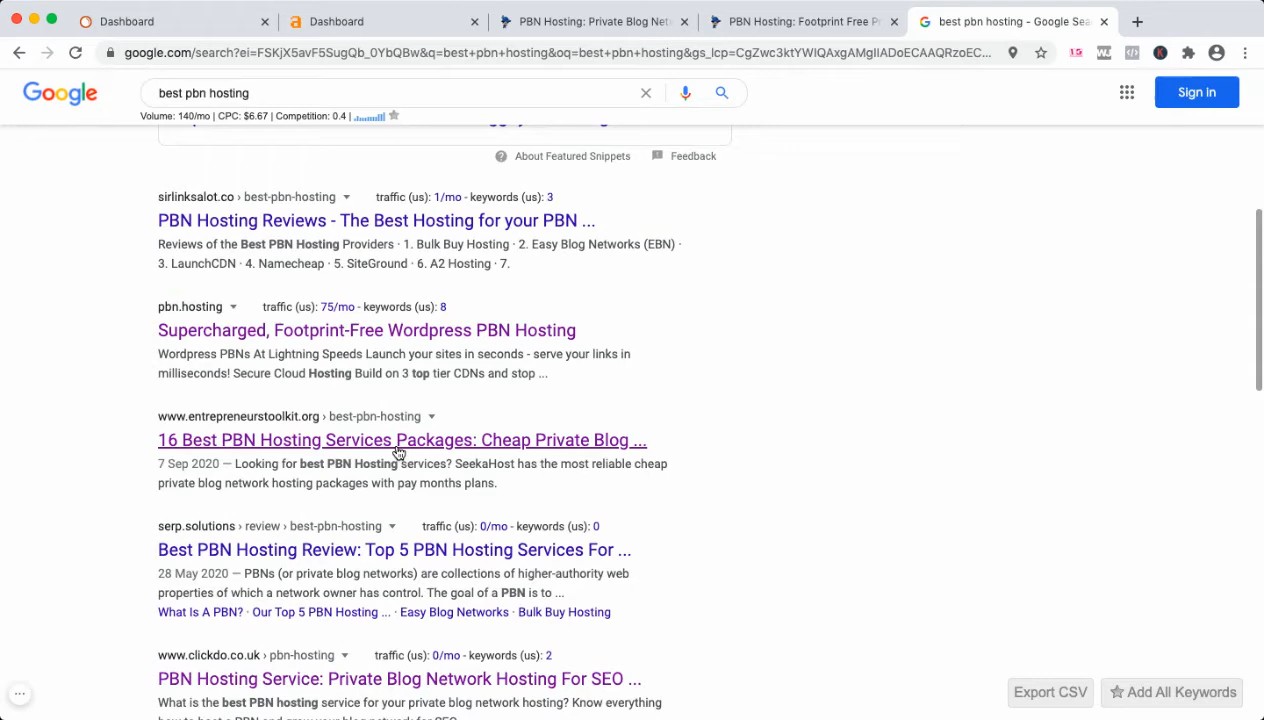 Dashboard
Dashboard
PBN Hosting: Private Blog Net
PBN Hosting: Footprint Free P
best pbn hosting - Google Sea
google.com/search?ei=FSKjX5avF5SugQb_0YbQBw&q=best+pbn+hosting&oq=best+pbn+hosting&gs_lcp=CgZwc3ktYWIQAxgAMgIIADoECAAQRzoEC...
Google
best pbn hosting
Sign in
Volume: 140/mo | CPC: $6.67 | Competition: 0.4 |
About Featured Snippets
Feedback
sirlinksalot.co › best-pbn-hosting
traffic (us): 1/mo - keywords (us): 3
PBN Hosting Reviews - The Best Hosting for your PBN ...
Reviews of the Best PBN Hosting Providers · 1. Bulk Buy Hosting · 2. Easy Blog Networks (EBN) ·
3. LaunchCDN · 4. Namecheap · 5. SiteGround · 6. A2 Hosting · 7.
pbn.hosting
traffic (us): 75/mo - keywords (us): 8
Supercharged, Footprint-Free Wordpress PBN Hosting
Wordpress PBNs At Lightning Speeds Launch your sites in seconds - serve your links in
milliseconds! Secure Cloud Hosting Build on 3 top tier CDNs and stop ...
www.entrepreneurstoolkit.org › best-pbn-hosting
16 Best PBN Hosting Services Packages: Cheap Private Blog ...
7 Sep 2020 — Looking for best PBN Hosting services? SeekaHost has the most reliable cheap
private blog network hosting packages with pay months plans.
serp.solutions › review › best-pbn-hosting
traffic (us): 0/mo - keywords (us): 0
Best PBN Hosting Review: Top 5 PBN Hosting Services For ...
28 May 2020 — PBNs (or private blog networks) are collections of higher-authority web
properties of which a network owner has control. The goal of a PBN is to ...
What Is A PBN? · Our Top 5 PBN Hosting ... · Easy Blog Networks · Bulk Buy Hosting
www.clickdo.co.uk › pbn-hosting
traffic (us): 0/mo - keywords (us): 2
PBN Hosting Service: Private Blog Network Hosting For SEO ...
What is the best PBN hosting service for your private blog network hosting? Know everything
Export CSV
Add All Keywords